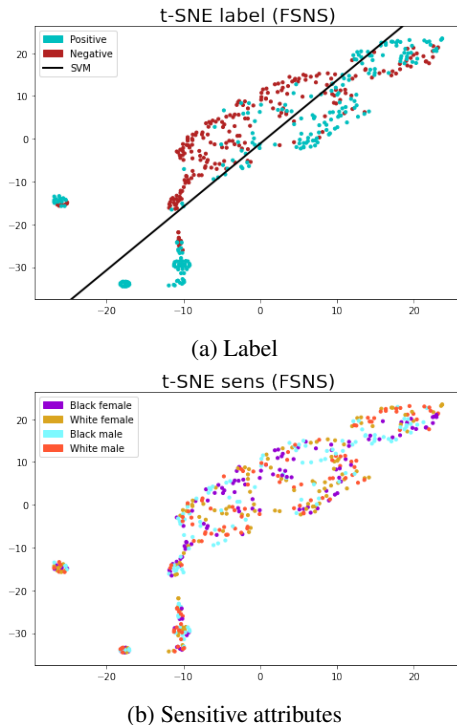 t-SNE label (FSNS)
Positive
Negative
SVM
20
10
0
−10
−20
−30
−20
−10
0
10
20
(a) Label
t-SNE sens (FSNS)
Black female
White female
Black male
White male
20
10
0
−10
−20
−30
−20
−10
0
10
20
(b) Sensitive attributes